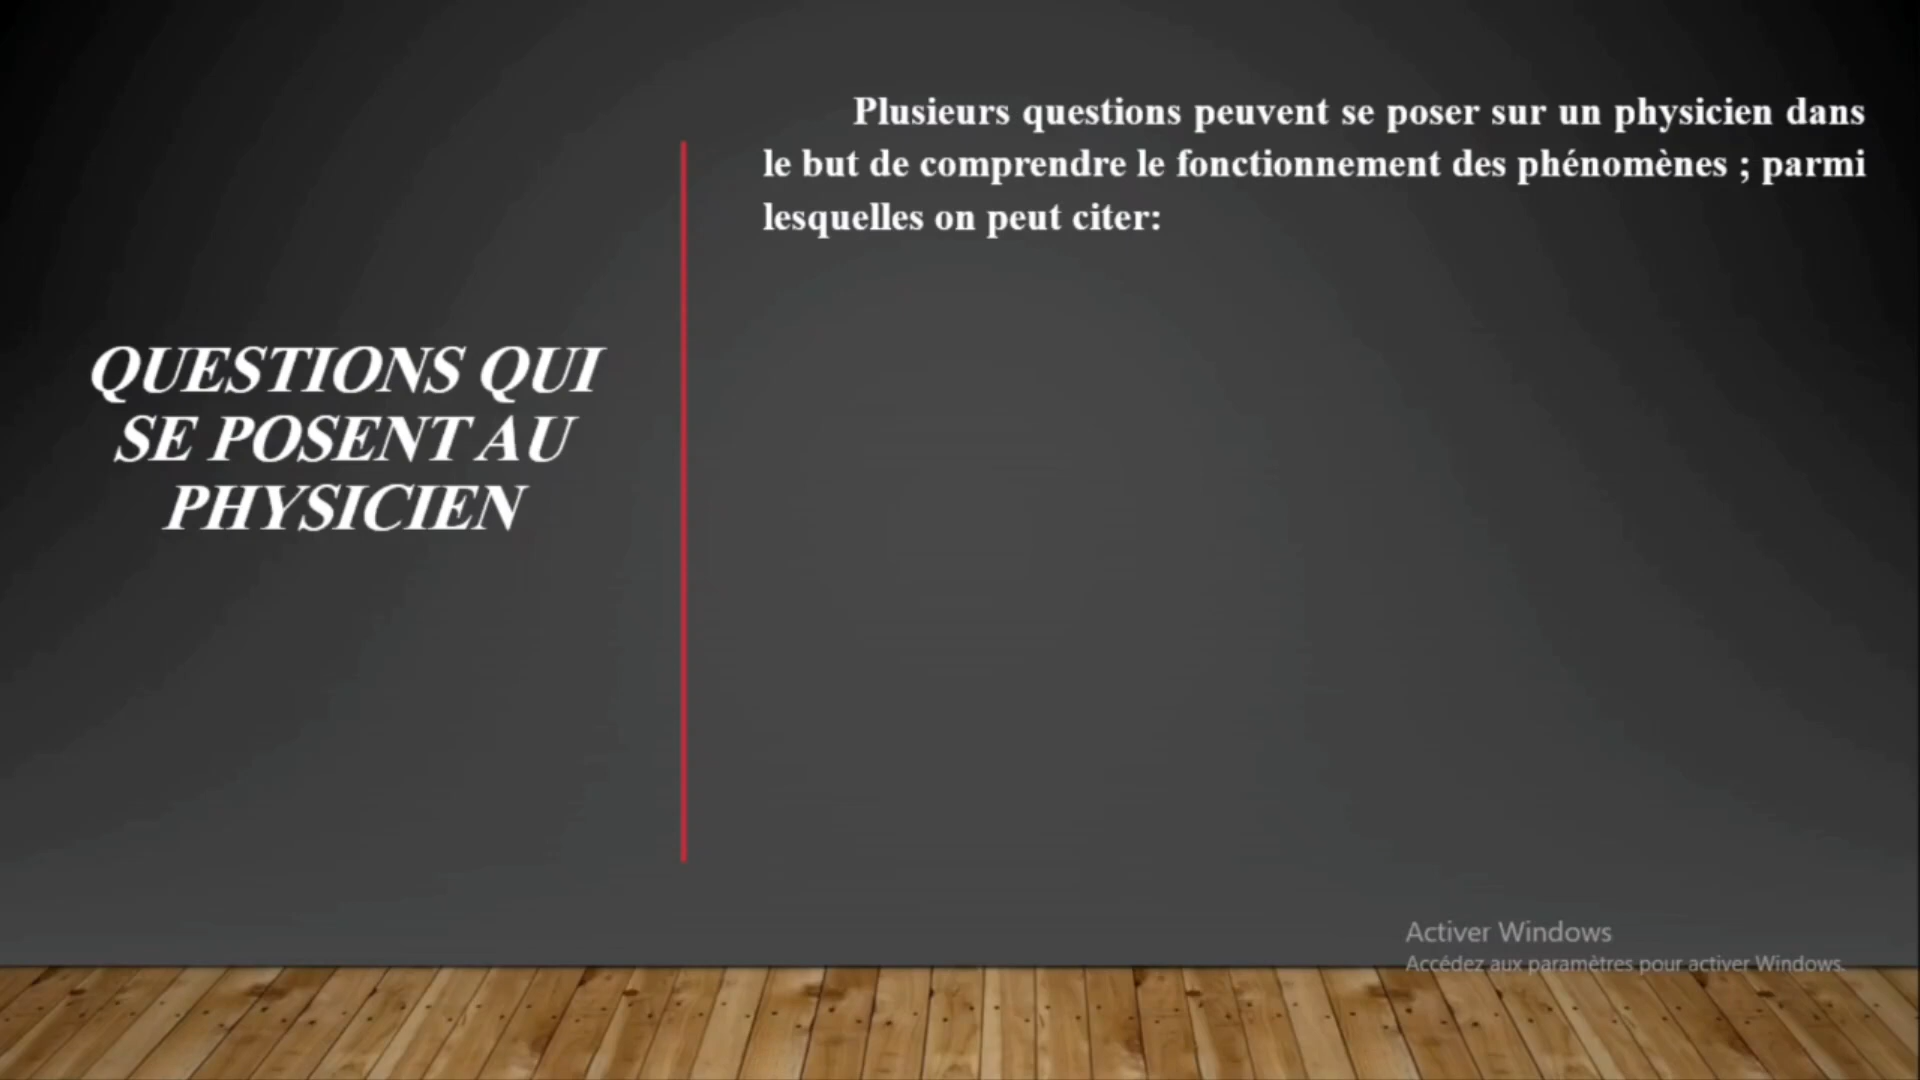 Plusieurs questions peuvent se poser sur un physicien dans
le but de comprendre le fonctionnement des phénomènes ; parmi
lesquelles on peut citer:
QUESTIONS QUI
SE POSENT AU
PHYSICIEN
Activer Windows
Accédez aux paramètres pour activer Windows.